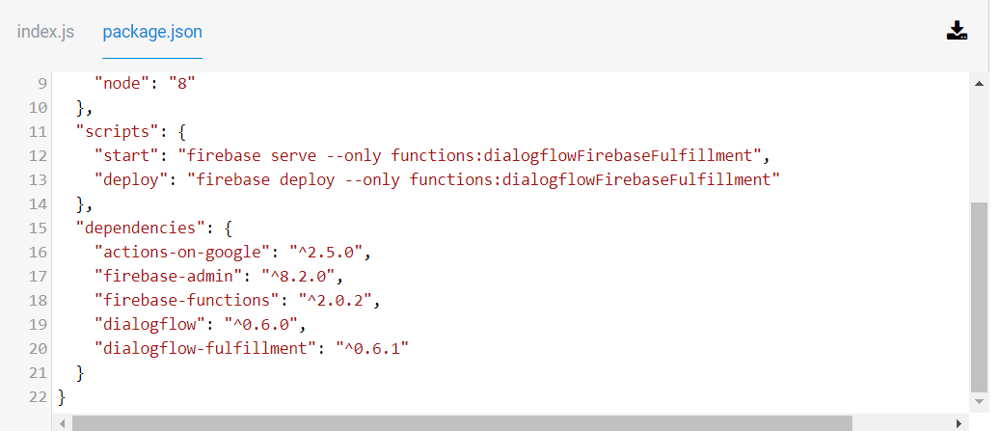 index.js package.json
9 "node": "8"
10 },
11 "scripts": {
12 "start": "firebase serve --only functions:dialogflowFirebaseFulfillment",
13 "deploy": "firebase deploy --only functions:dialogflowFirebaseFulfillment"
14 },
15 "dependencies": {
16 "actions-on-google": "^2.5.0",
17 "firebase-admin": "^8.2.0",
18 "firebase-functions": "^2.0.2",
19 "dialogflow": "^0.6.0",
20 "dialogflow-fulfillment": "^0.6.1"
21 }
22 }